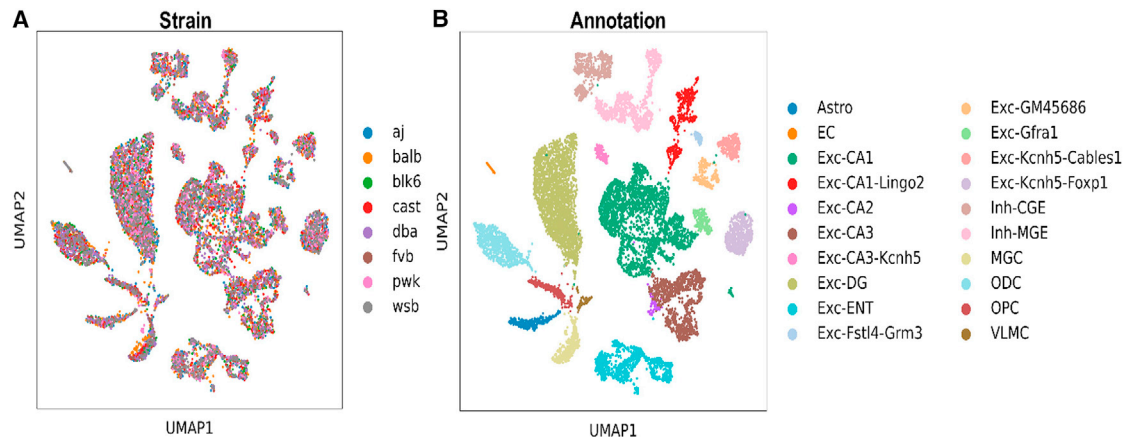 A
Strain
UMAP2
UMAP1
aj
balb
blk6
cast
dba
fvb
pwk
wsb
B
Annotation
UMAP2
UMAP1
Astro
EC
Exc-CA1
Exc-CA1-Lingo2
Exc-CA2
Exc-CA3
Exc-CA3-Kcnh5
Exc-DG
Exc-ENT
Exc-Fstl4-Grm3
Exc-GM45686
Exc-Gfra1
Exc-Kcnh5-Cables1
Exc-Kcnh5-Foxp1
Inh-CGE
Inh-MGE
MGC
ODC
OPC
VLMC